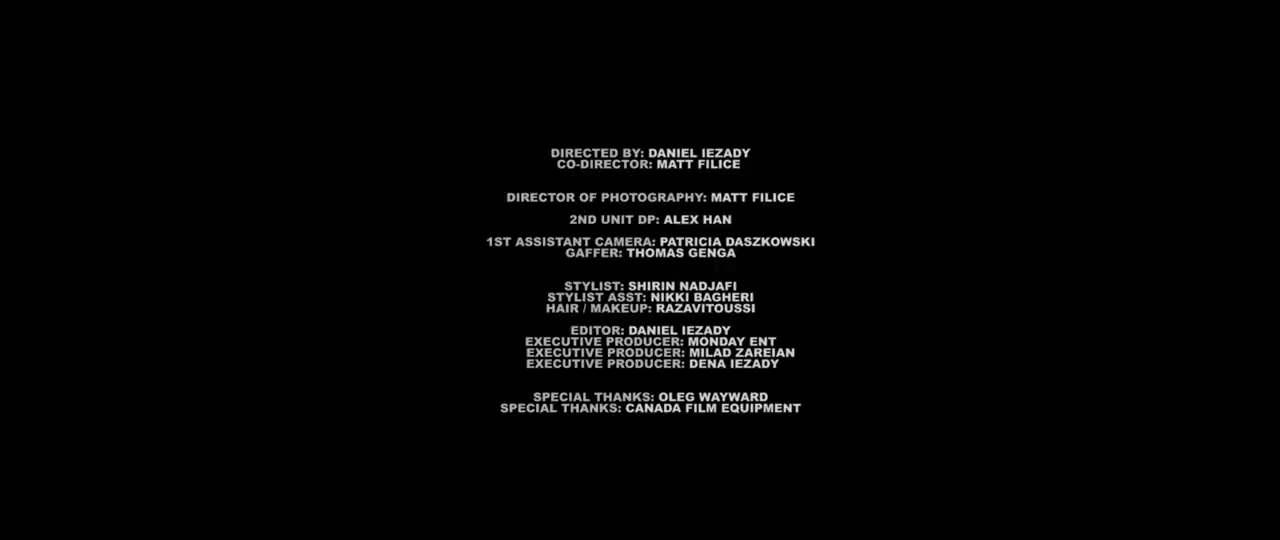 DIRECTED BY: DANIEL IEZADY
CO-DIRECTOR: MATT FILICE
DIRECTOR OF PHOTOGRAPHY: MATT FILICE
2ND UNIT DP: ALEX HAN
1ST ASSISTANT CAMERA: PATRICIA DASZKOWSKI
GAFFER: THOMAS GENGA
STYLIST: SHIRIN NADJAFI
STYLIST ASST: NIKKI BAGHERI
HAIR / MAKEUP: RAZAVITOUSSI
EDITOR: DANIEL IEZADY
EXECUTIVE PRODUCER: MONDAY ENT
EXECUTIVE PRODUCER: MILAD ZAREIAN
EXECUTIVE PRODUCER: DENA IEZADY
SPECIAL THANKS: OLEG WAYWARD
SPECIAL THANKS: CANADA FILM EQUIPMENT